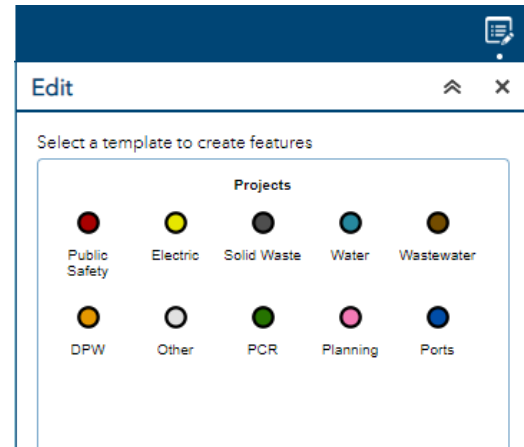 Edit
Select a template to create features
Projects
Public Safety
Electric
Solid Waste
Water
Wastewater
DPW
Other
PCR
Planning
Ports